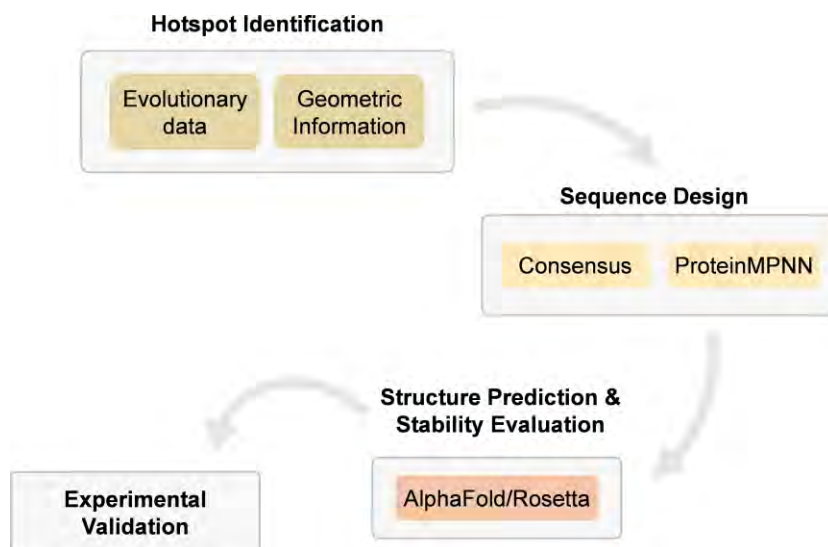 Hotspot Identification
Evolutionary
data
Geometric
Information
Sequence Design
Consensus
ProteinMPNN
Structure Prediction &
Stability Evaluation
AlphaFold/Rosetta
Experimental
Validation